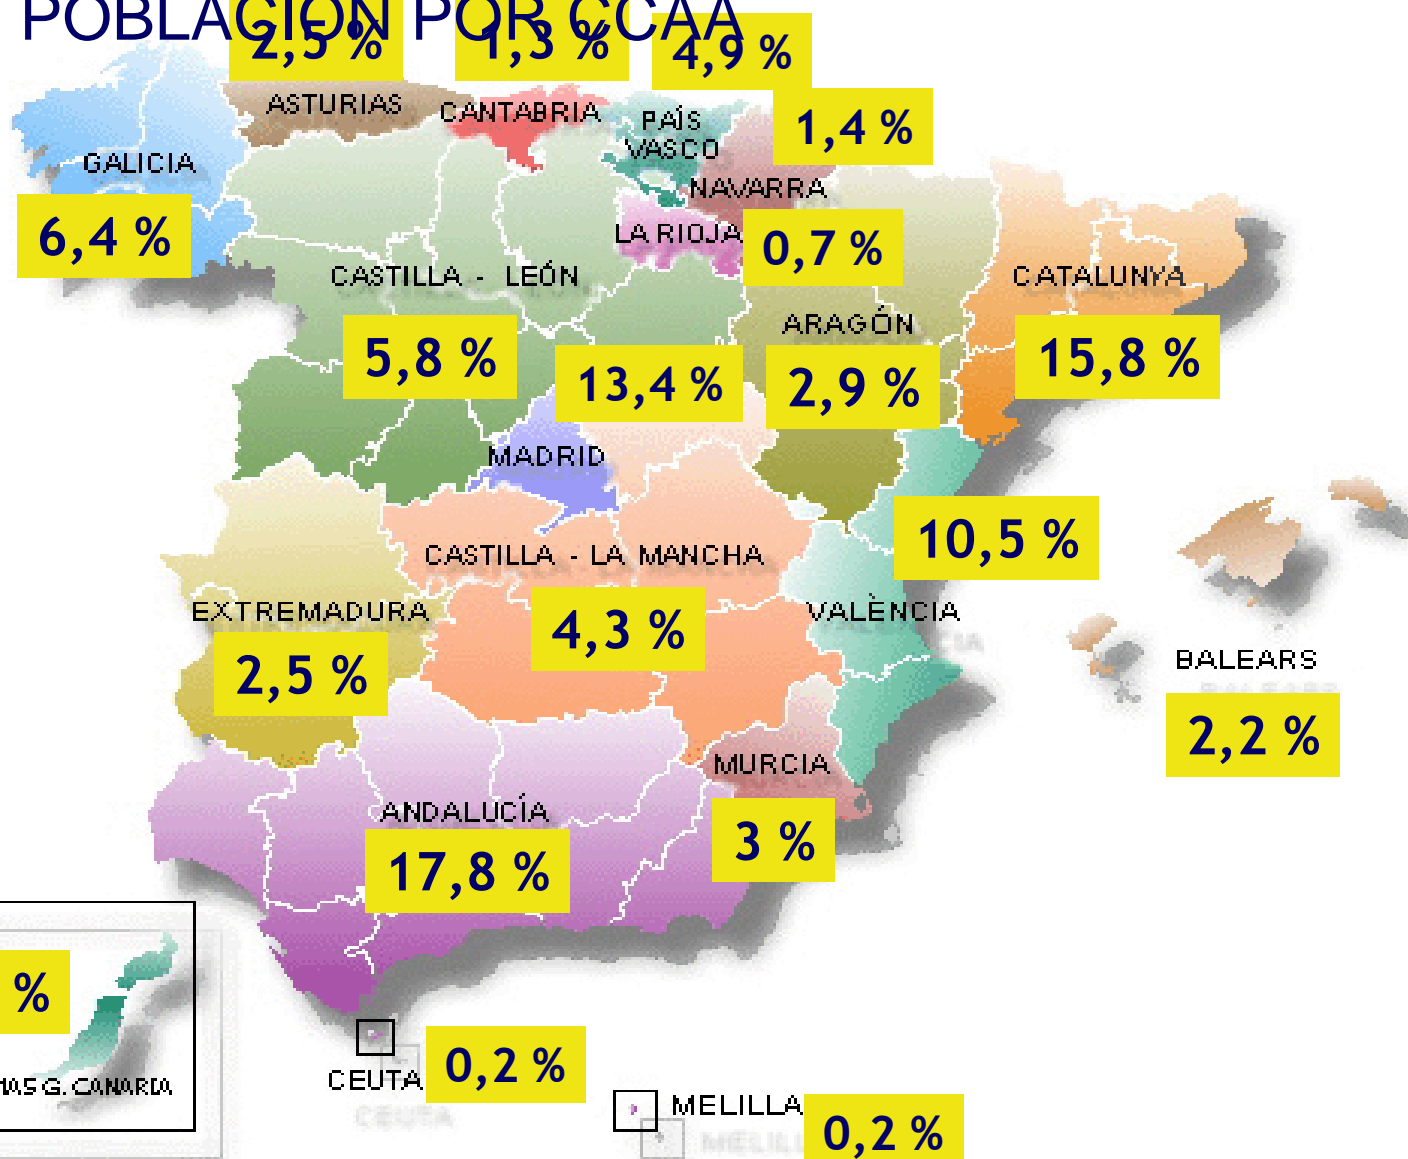 POBLACIÓN POR CCAA
2,5 %
1,3 %
4,9 %
ASTURIAS
CANTABRIA
PAÍS
VASCO
1,4 %
GALICIA
NAVARRA
6,4 %
LA RIOJA
0,7 %
CASTILLA - LEÓN
CATALUNYA
ARAGÓN
5,8 %
13,4 %
2,9 %
15,8 %
MADRID
10,5 %
CASTILLA - LA MANCHA
EXTREMADURA
VALÈNCIA
4,3 %
2,5 %
BALEARS
2,2 %
MURCIA
ANDALUCÍA
3 %
17,8 %
%
G. CANARIA
CEUTA
0,2 %
MELILLA
0,2 %